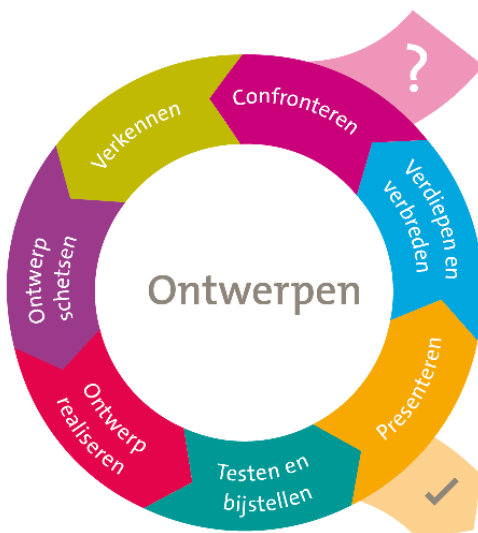 ?
Confronteren
Verkennen
Ontwerp
schetsen
Ontwerp
realiseren
Testen en
bijstellen
Presenteren
Verdiepen en
verbreden
Ontwerpen